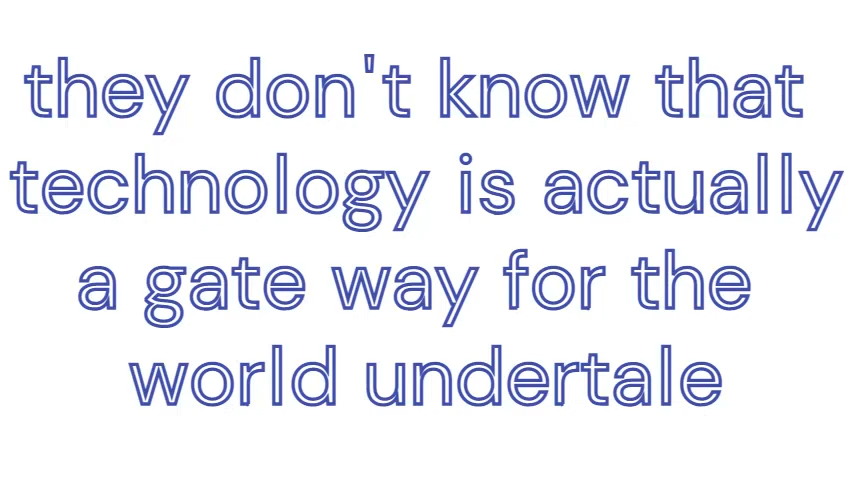 they don't know that
technology is actually
a gate way for the
world undertale